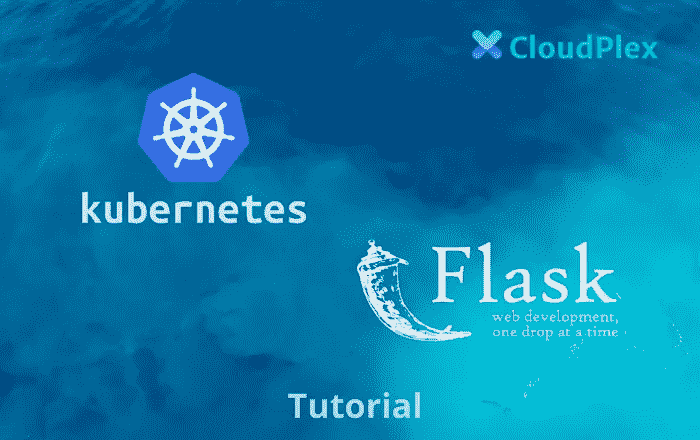 CloudPlex
kubernetes
Flask
web development,
one drop at a time
Tutorial